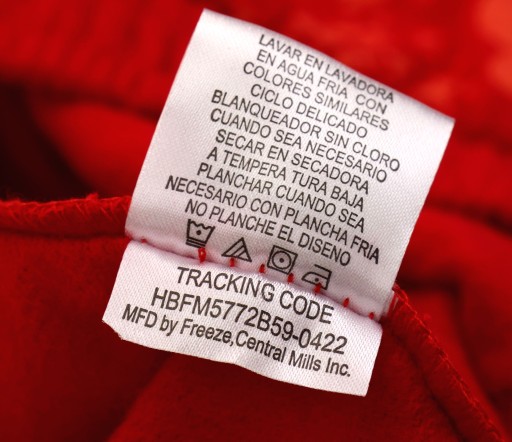 LAVAR EN LAVADORA
EN AGUA FRIA CON
COLORES SIMILARES
CICLO DELICADO
BLANQUEADOR SIN CLORO
CUANDO SEA NECESARIO
SECAR EN SECADORA
A TEMPERA TURA BAJA
PLANCHAR CUANDO SEA
NECESARIO CON PLANCHA FRIA
NO PLANCHE EL DISENO
TRACKING CODE
HBFM5772B59-0422
MFD by Freeze,Central Mills Inc.